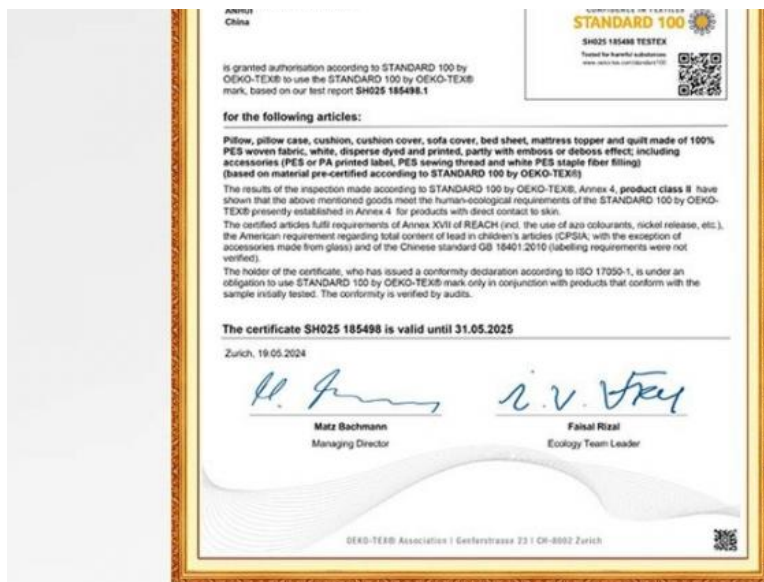 ANHUI
China
CONFIDENCE IN TEXTILES
STANDARD 100
SH025 185498 TESTEX
Tested for harmful substances
www.oeko-tex.com/standard100
is granted authorisation according to STANDARD 100 by
OEKO-TEX® to use the STANDARD 100 by OEKO-TEX®
mark, based on our test report SH025 185498.1
for the following articles:
Pillow, pillow case, cushion, cushion cover, sofa cover, bed sheet, mattress topper and quilt made of 100%
PES woven fabric, white, disperse dyed and printed, partly with emboss or deboss effect; including
accessories (PES or PA printed label, PES sewing thread and white PES staple fiber filling)
(based on material pre-certified according to STANDARD 100 by OEKO-TEX®)
The results of the inspection made according to STANDARD 100 by OEKO-TEX®, Annex 4, product class II have
shown that the above mentioned goods meet the human-ecological requirements of the STANDARD 100 by OEKO-
TEX® presently established in Annex 4 for products with direct contact to skin.
The certified articles fulfil requirements of Annex XVII of REACH (incl. the use of azo colourants, nickel release, etc.),
the American requirement regarding total content of lead in children's articles (CPSIA; with the exception of
accessories made from glass) and of the Chinese standard GB 18401:2010 (labelling requirements were not
verified).
The holder of the certificate, who has issued a conformity declaration according to ISO 17050-1, is under an
obligation to use STANDARD 100 by OEKO-TEX® mark only in conjunction with products that conform with the
sample initially tested. The conformity is verified by audits.
The certificate SH025 185498 is valid until 31.05.2025
Zurich, 19.05.2024
Matz Bachmann
Managing Director
Faisal Rizal
Ecology Team Leader
OEKO-TEX® Association | Genferstrasse 23 | CH-8002 Zurich